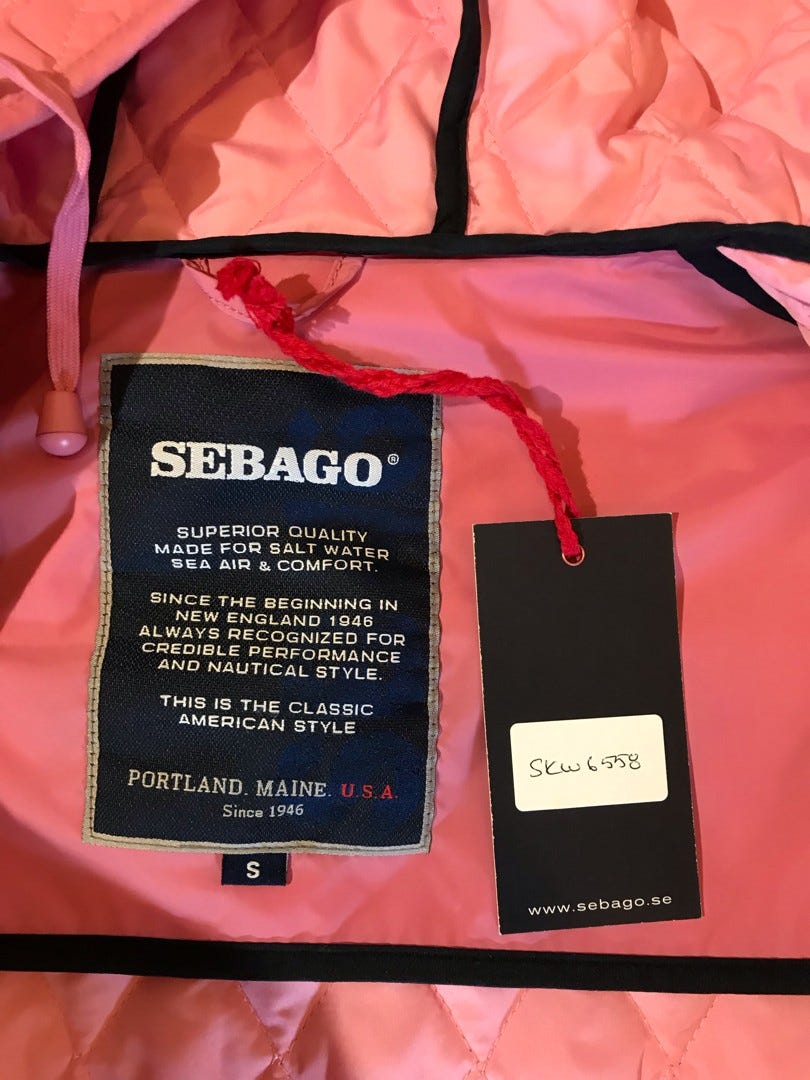 SEBAGO®
SUPERIOR QUALITY
MADE FOR SALT WATER
SEA AIR & COMFORT.
SINCE THE BEGINNING IN
NEW ENGLAND 1946
ALWAYS RECOGNIZED FOR
CREDIBLE PERFORMANCE
AND NAUTICAL STYLE.
THIS IS THE CLASSIC
AMERICAN STYLE
PORTLAND. MAINE. U.S.A.
Since 1946
S
SKW6558
www.sebago.se